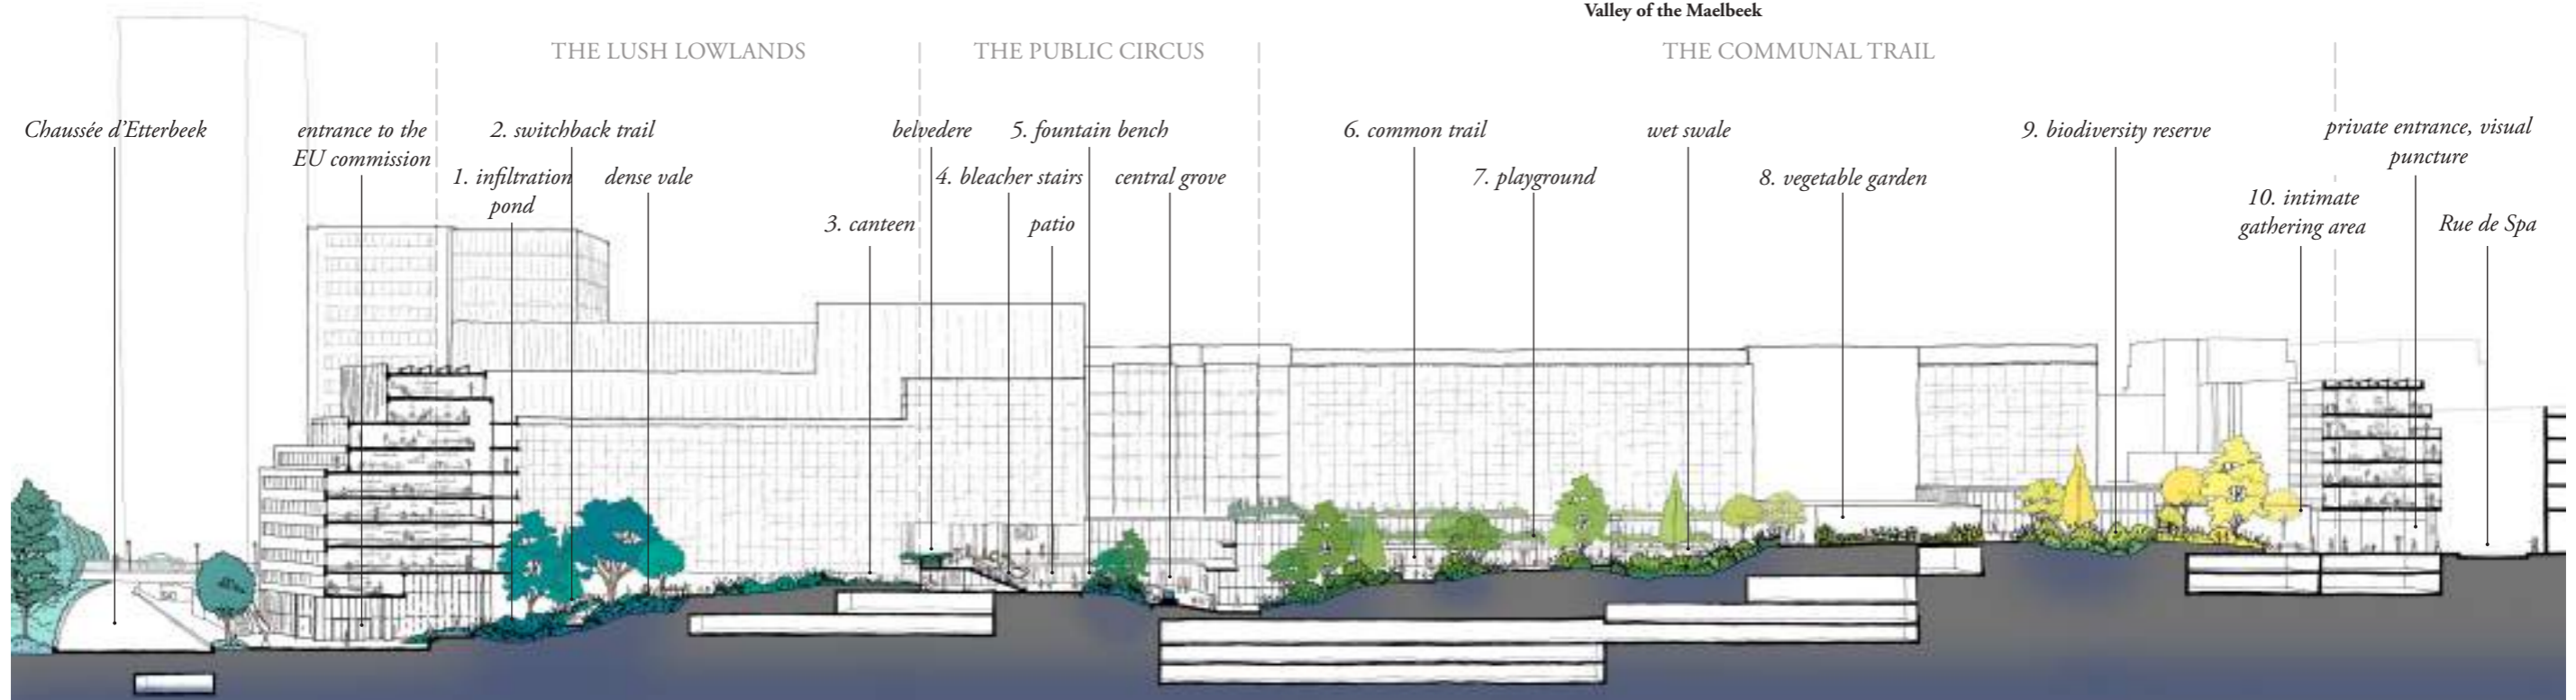 Valley of the Maelbeek
THE LUSH LOWLANDS
THE PUBLIC CIRCUS
THE COMMUNAL TRAIL
Chaussée d'Etterbeek
entrance to the
EU commission
2. switchback trail
1. infiltration
pond
dense vale
3. canteen
belvedere
4. bleacher stairs
patio
5. fountain bench
central grove
6. common trail
7. playground
wet swale
8. vegetable garden
9. biodiversity reserve
10. intimate
gathering area
private entrance, visual
puncture
Rue de Spa